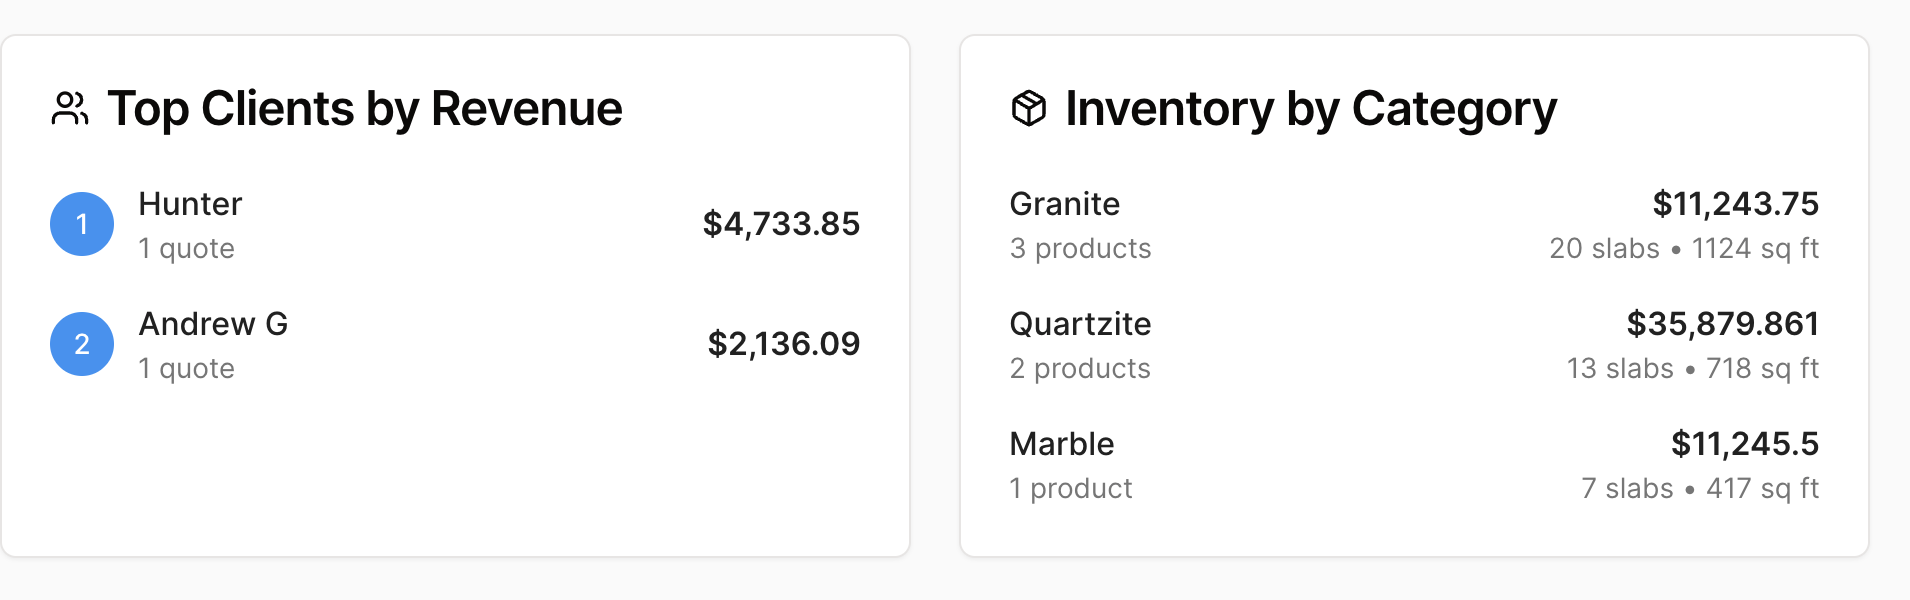 Top Clients by Revenue
1
Hunter
1 quote
$4,733.85
2
Andrew G
1 quote
$2,136.09
Inventory by Category
Granite
$11,243.75
3 products
20 slabs • 1124 sq ft
Quartzite
$35,879.861
2 products
13 slabs • 718 sq ft
Marble
$11,245.5
1 product
7 slabs • 417 sq ft